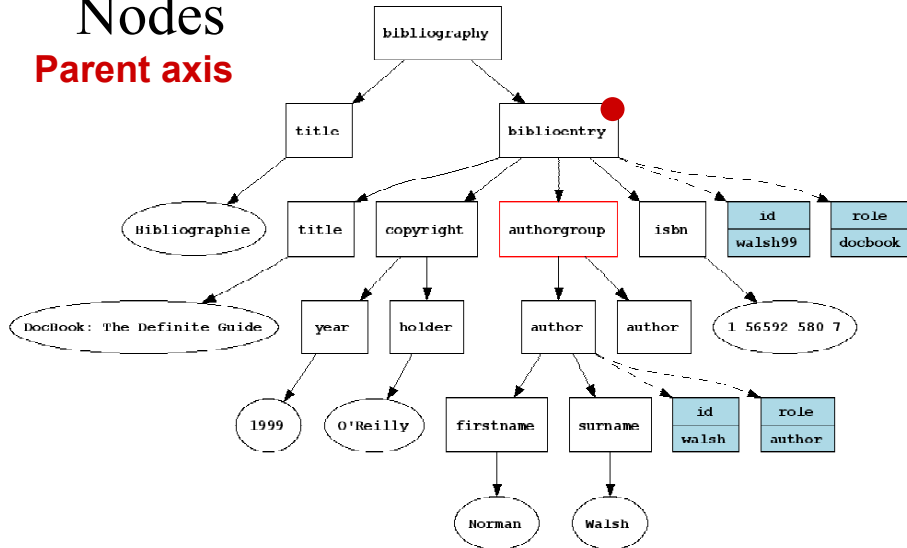 Nodes
Parent axis
bibliography
title
biblioentry
Bibliographie
title
copyright
authorgroup
isbn
id
walsh99
role
docbook
DocBook: The Definite Guide
year
holder
author
author
1 56592 580 7
1999
O'Reilly
firstname
surname
id
walsh
role
author
Norman
Walsh